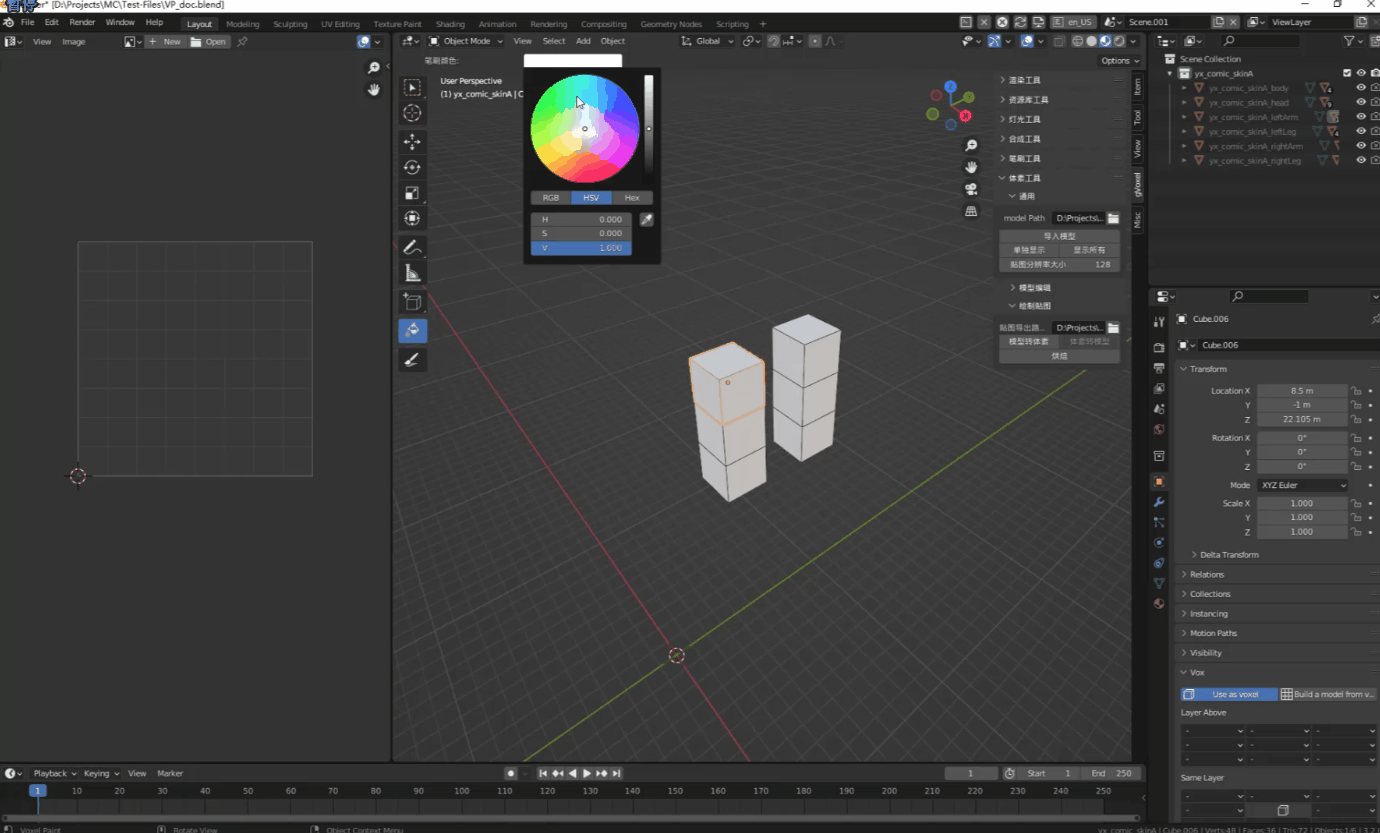 [D:\Projects\MC\Test-Files\VP_doc.blend]
File Edit Render Window Help Layout Modeling Sculpting UV Editing Texture Paint Shading Animation Rendering Compositing Geometry Nodes Scripting + en_US Scene.001 ViewLayer
View Image + New Open Object Mode View Select Add Object Global
笔刷颜色: Options
User Perspective
(1) yx_comic_skinA | C
RGB HSV Hex
H 0.000
S 0.000
V 1.000
渲染工具
资源库工具
灯光工具
合成工具
笔刷工具
体素工具
通用
model Path D:\Projects\...
导入模型
单独显示 显示所有
贴图分辨率大小 128
模型编辑
绘制贴图
贴图导出路... D:\Projects\...
模型转体素 体素转模型
烘焙
Item
Tool
View
gVoxel
Misc
Scene Collection
yx_comic_skinA
yx_comic_skinA_body 4
yx_comic_skinA_head
yx_comic_skinA_leftArm
yx_comic_skinA_leftLeg 4
yx_comic_skinA_rightArm
yx_comic_skinA_rightLeg
Cube.006
Cube.006
Transform
Location X 8.5 m
Y -1 m
Z 22.105 m
Rotation X 0°
Y 0°
Z 0°
Mode XYZ Euler
Scale X 1.000
Y 1.000
Z 1.000
Delta Transform
Relations
Collections
Instancing
Motion Paths
Visibility
Vox
Use as voxel Build a model from v...
Layer Above
- - -
- - -
- - -
Same Layer
- - -
- -
Playback Keying View Marker 1 Start 1 End 250
1 10 20 30 40 50 60 70 80 90 100 110 120 130 140 150 160 170 180 190 200 210 220 230 240 250
Voxel Paint Rotate View Object Context Menu yx_comic_skinA | Cube.006 | Verts:48 | Faces:36 | Tris:72 | Objects:1/6 | 3.2